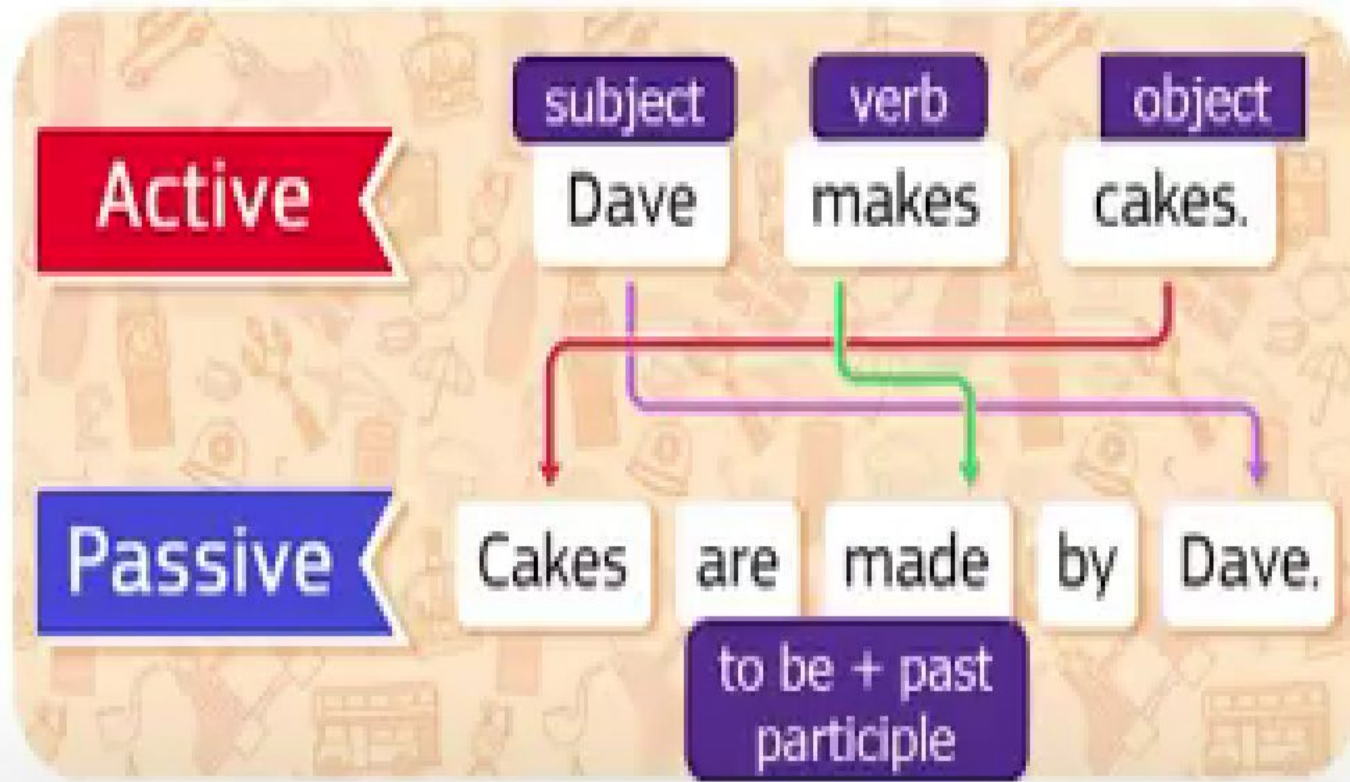 subject verb object
Active Dave makes cakes.
Passive Cakes are made by Dave.
to be + past
participle